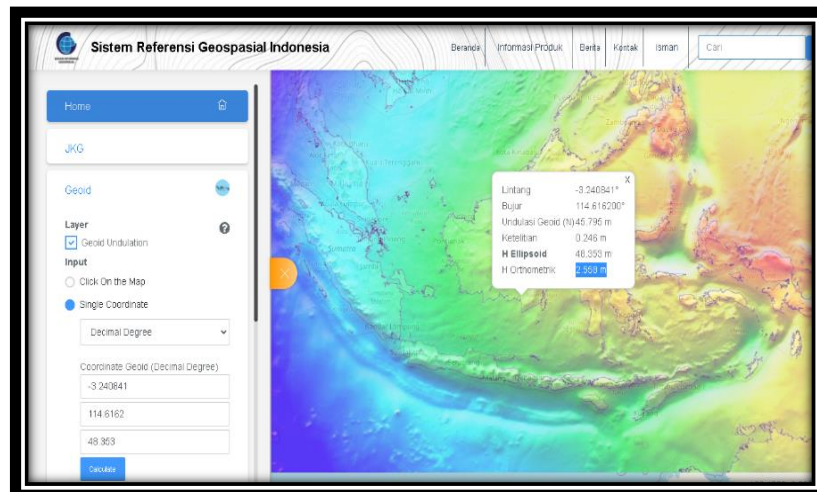 Sistem Referensi Geospasial Indonesia
Beranda
Informasi Produk
Berita
Kontak
isman
Cari
Home
JKG
Geoid
Layer
Geoid Undulation
Input
Click On the Map
Single Coordinate
Decimal Degree
Coordinate Geoid (Decimal Degree)
-3.240841
114.6162
48.353
Calculate
X
Lintang -3.240841°
Bujur 114.616200°
Undulasi Geoid (N) 45.795 m
Ketelitian 0.246 m
H Ellipsoid 48.353 m
H Orthometrik 2.558 m